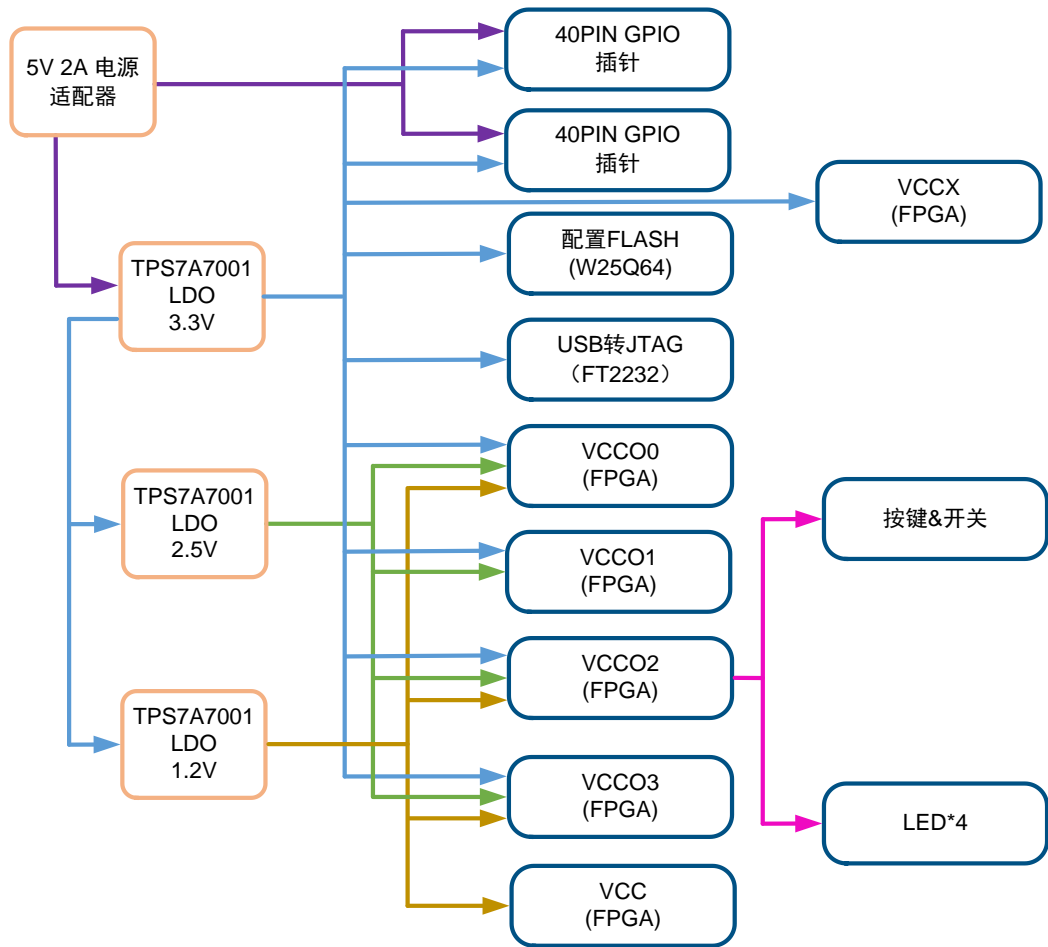 5V 2A 电源
适配器
40PIN GPIO
插针
40PIN GPIO
插针
VCCX
(FPGA)
配置FLASH
(W25Q64)
TPS7A7001
LDO
3.3V
USB转JTAG
（FT2232）
VCCO0
(FPGA)
TPS7A7001
LDO
2.5V
按键&开关
VCCO1
(FPGA)
VCCO2
(FPGA)
TPS7A7001
LDO
1.2V
VCCO3
(FPGA)
LED*4
VCC
(FPGA)